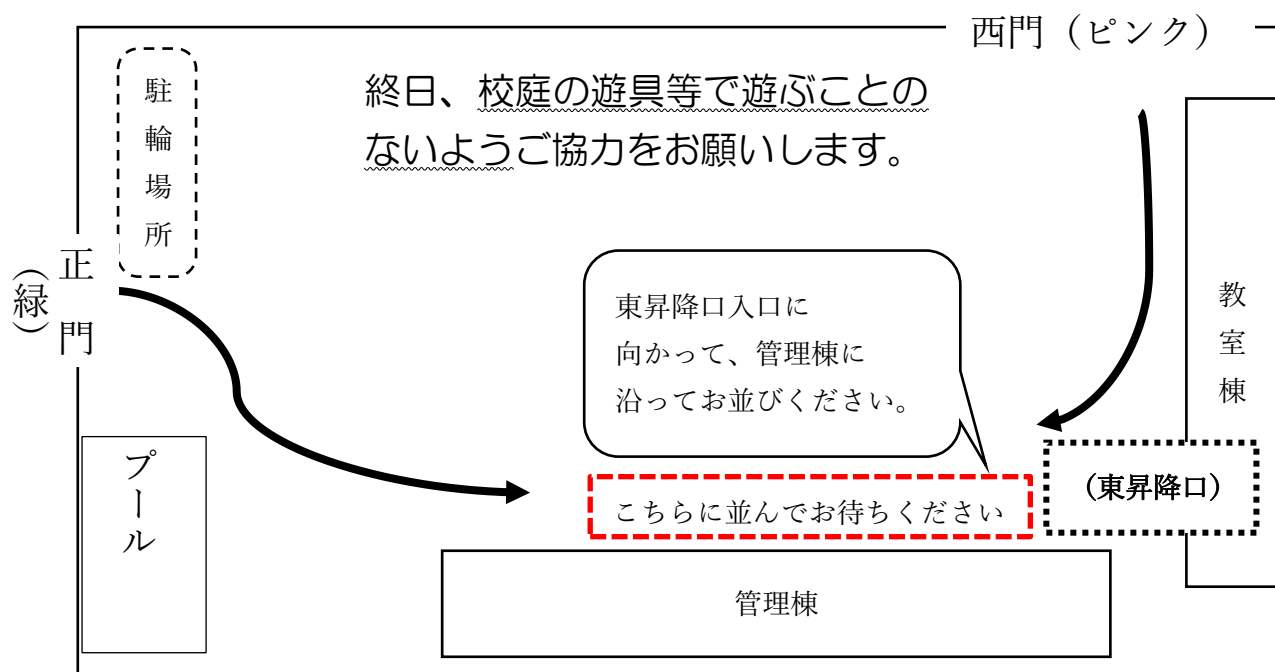 西門（ピンク）
終日、校庭の遊具等で遊ぶことの
ないようご協力をお願いします。
駐輪場所
正門
（緑）
東昇降口入口に
向かって、管理棟に
沿ってお並びください。
教室棟
プール
（東昇降口）
こちらに並んでお待ちください
管理棟